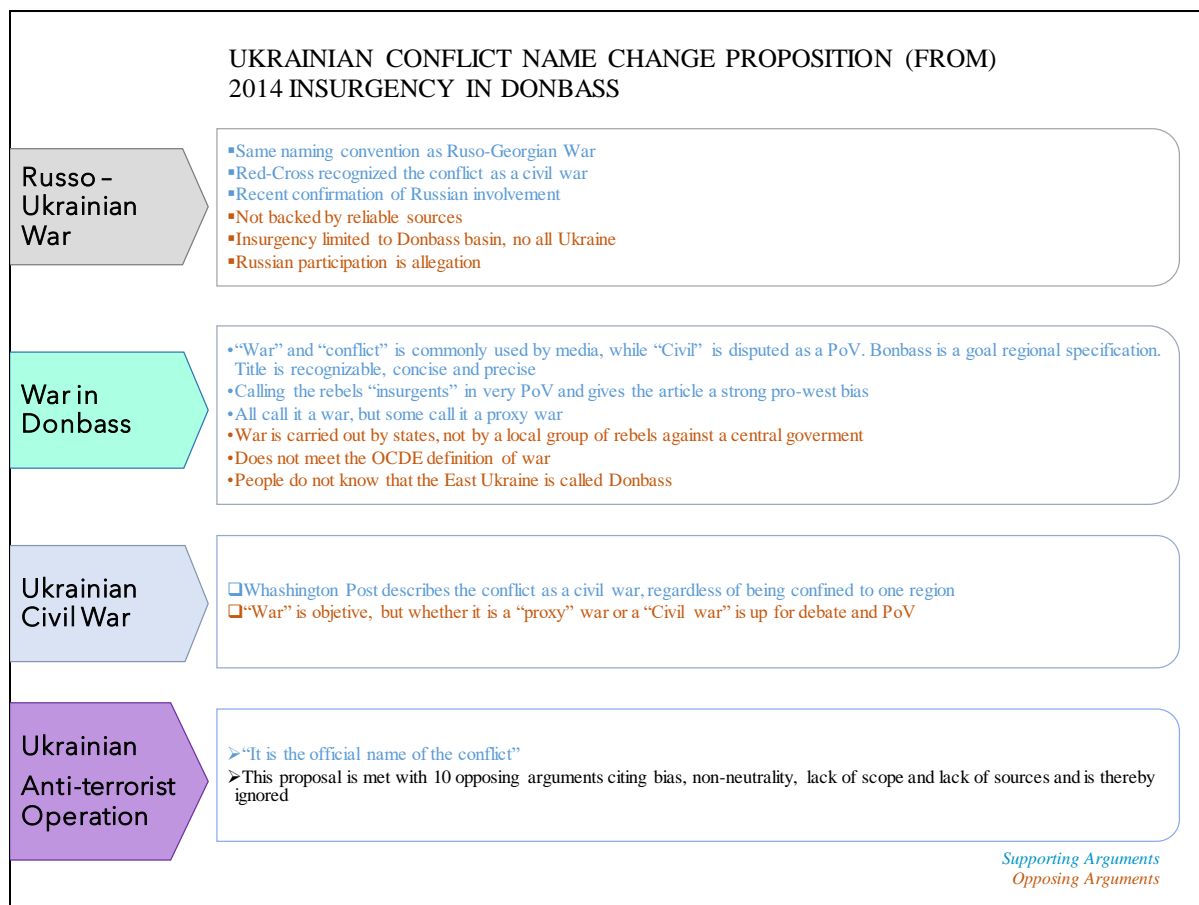 UKRAINIAN CONFLICT NAME CHANGE PROPOSITION (FROM)
2014 INSURGENCY IN DONBASS
Russo –
Ukrainian
War
▪Same naming convention as Ruso-Georgian War
▪Red-Cross recognized the conflict as a civil war
▪Recent confirmation of Russian involvement
▪Not backed by reliable sources
▪Insurgency limited to Donbass basin, no all Ukraine
▪Russian participation is allegation
War in
Donbass
•“War” and “conflict” is commonly used by media, while “Civil” is disputed as a PoV. Bonbass is a goal regional specification.
Title is recognizable, concise and precise
•Calling the rebels “insurgents” in very PoV and gives the article a strong pro-west bias
•All call it a war, but some call it a proxy war
•War is carried out by states, not by a local group of rebels against a central goverment
•Does not meet the OCDE definition of war
•People do not know that the East Ukraine is called Donbass
Ukrainian
Civil War
❑Whashington Post describes the conflict as a civil war, regardless of being confined to one region
❑“War” is objetive, but whether it is a “proxy” war or a “Civil war” is up for debate and PoV
Ukrainian
Anti-terrorist
Operation
➢“It is the official name of the conflict”
➢This proposal is met with 10 opposing arguments citing bias, non-neutrality, lack of scope and lack of sources and is thereby
ignored
Supporting Arguments
Opposing Arguments